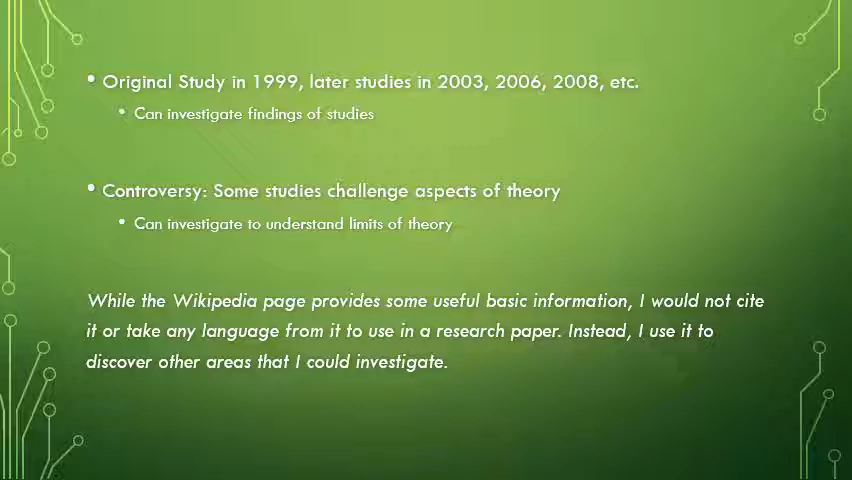 • Original Study in 1999, later studies in 2003, 2006, 2008, etc.
• Can investigate findings of studies
• Controversy: Some studies challenge aspects of theory
• Can investigate to understand limits of theory
While the Wikipedia page provides some useful basic information, I would not cite
it or take any language from it to use in a research paper. Instead, I use it to
discover other areas that I could investigate.